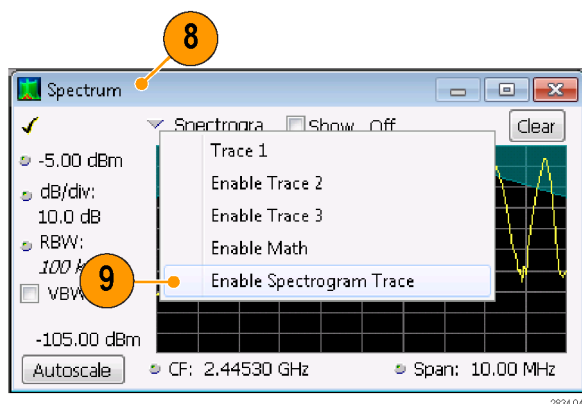 8
Spectrum
Spectrogra Show Off Clear
-5.00 dBm
Trace 1
dB/div:
10.0 dB
Enable Trace 2
Enable Trace 3
RBW:
100 k
Enable Math
9
Enable Spectrogram Trace
VBW
-105.00 dBm
Autoscale CF: 2.44530 GHz Span: 10.00 MHz